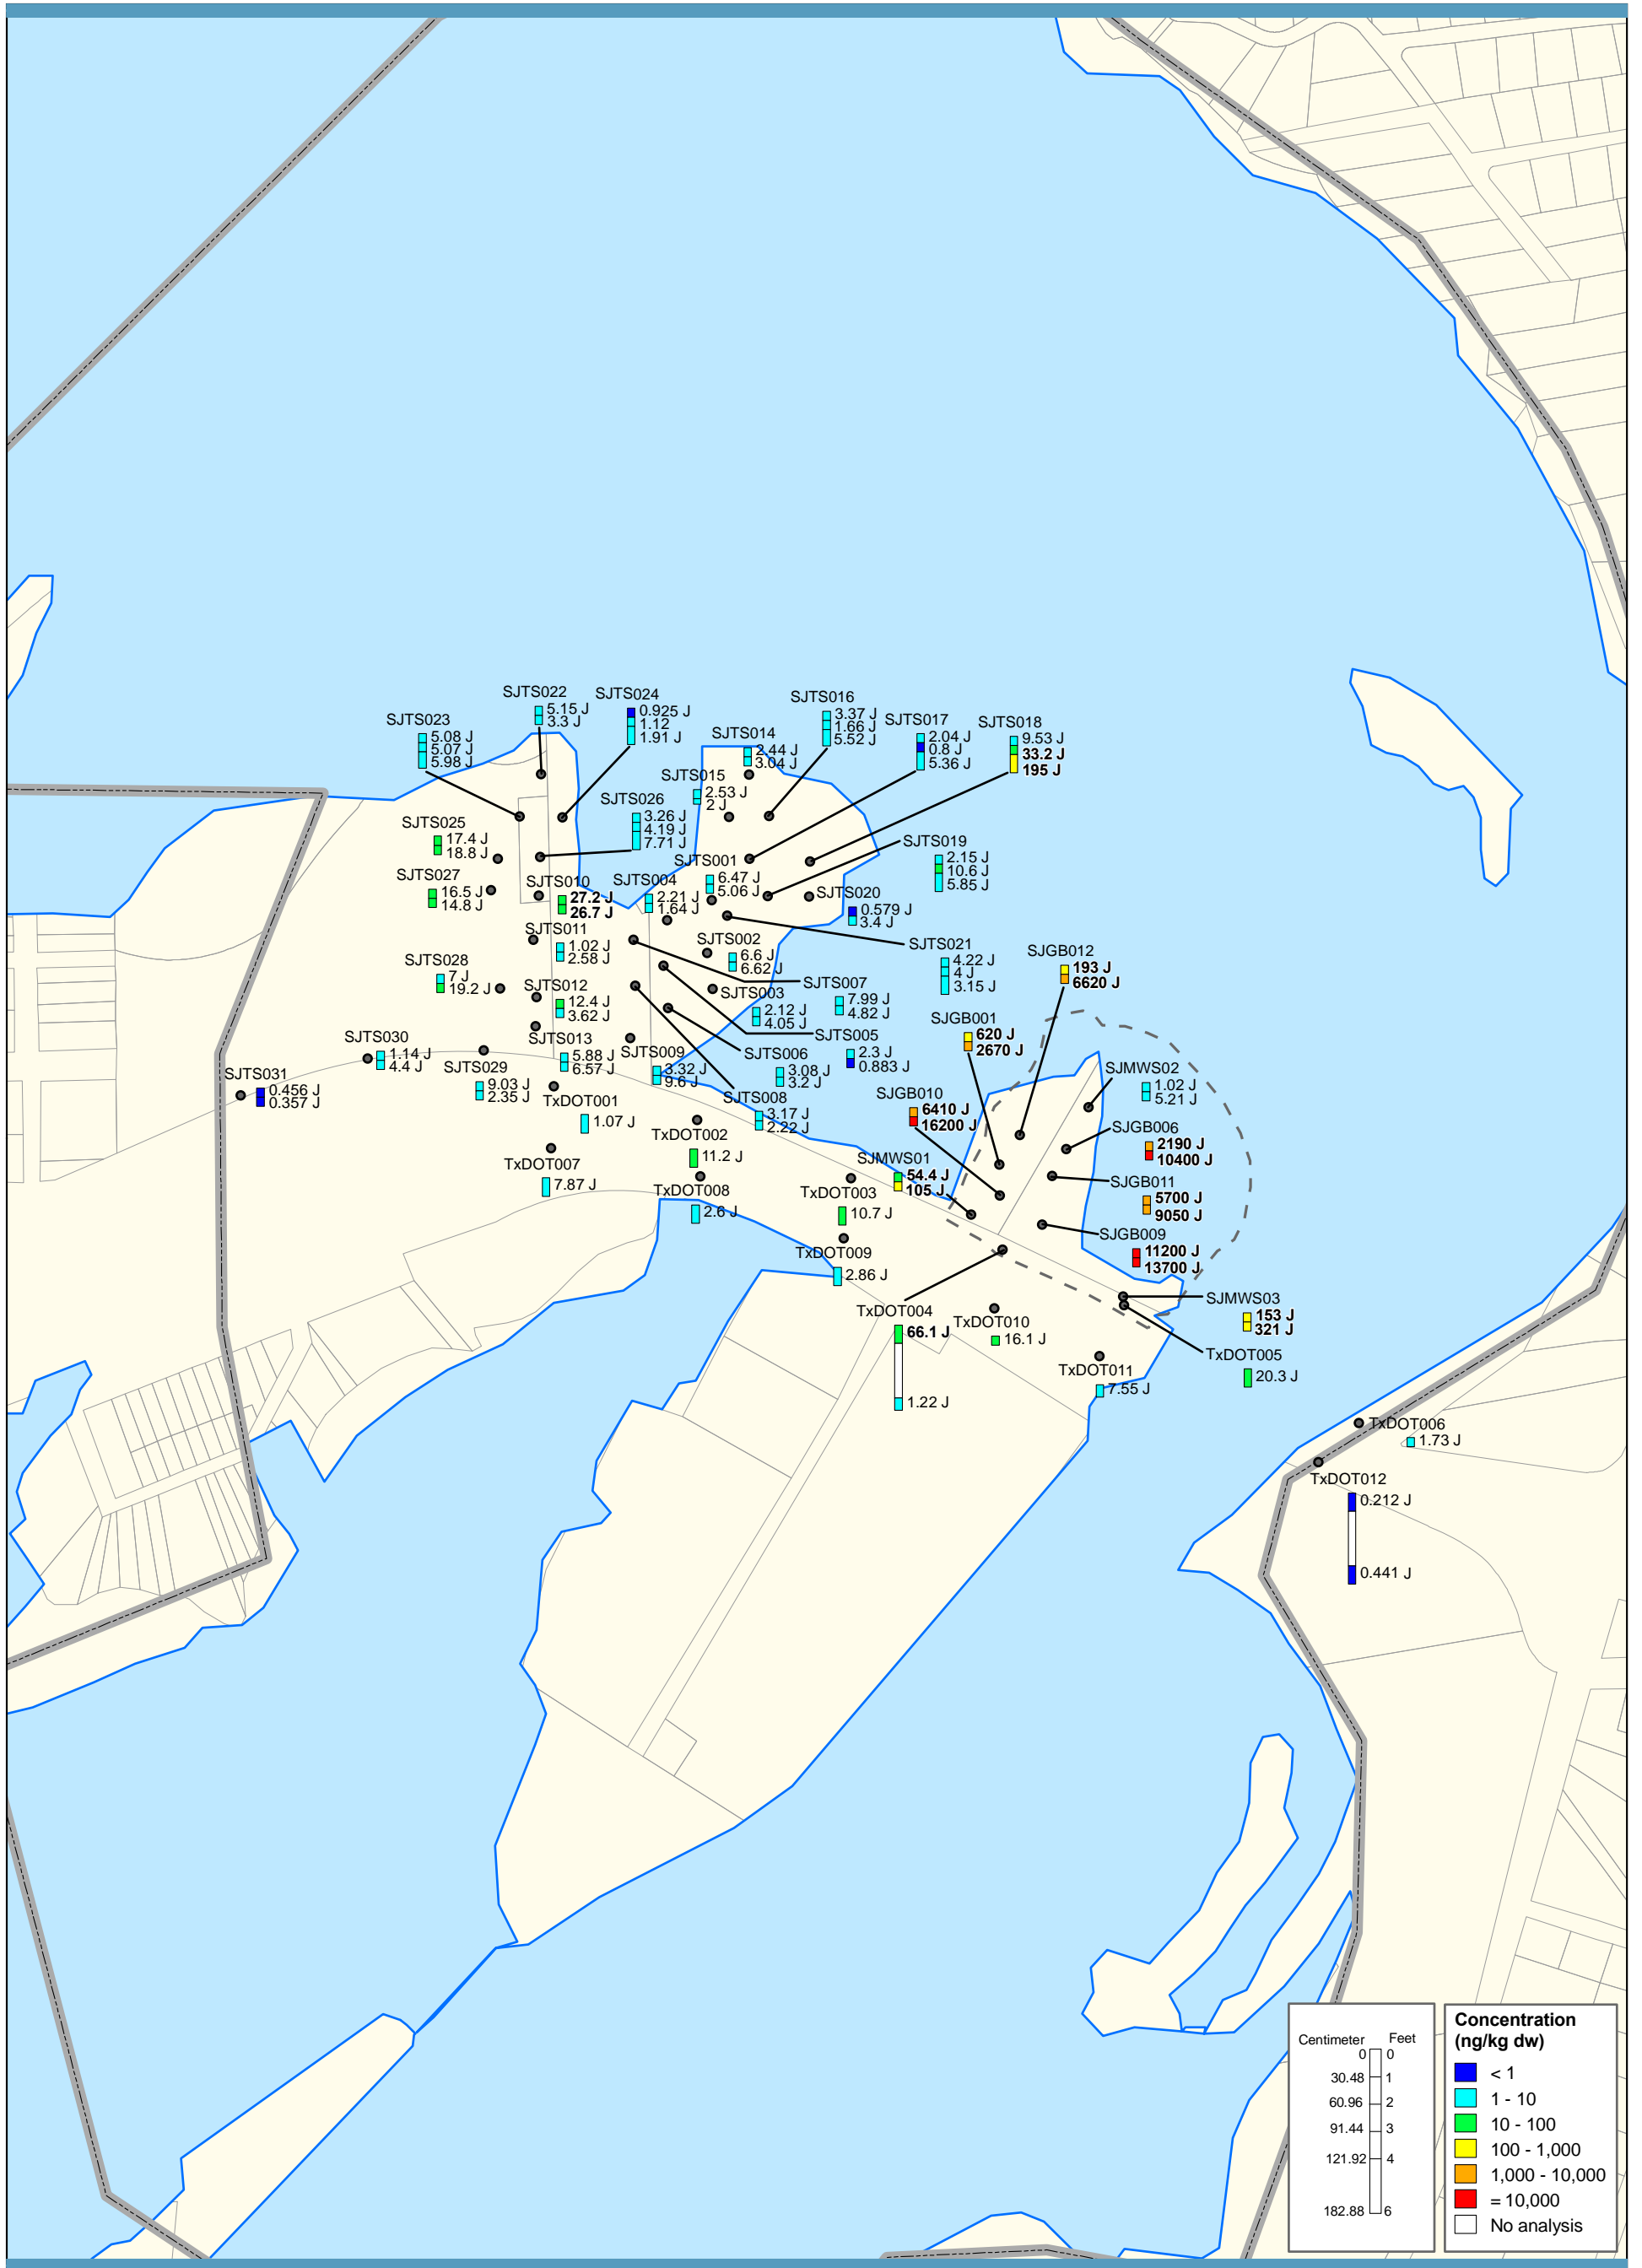 SJTS022
5.15 J
3.3 J
SJTS024
0.925 J
1.12
1.91 J
SJTS016
3.37 J
1.66 J
5.52 J
SJTS023
5.08 J
5.07 J
5.98 J
SJTS014
2.44 J
3.04 J
SJTS017
2.04 J
0.8 J
5.36 J
SJTS018
9.53 J
33.2 J
195 J
SJTS015
2.53 J
2 J
SJTS026
3.26 J
4.19 J
7.71 J
SJTS025
17.4 J
18.8 J
SJTS019
2.15 J
10.6 J
5.85 J
SJTS001
6.47 J
5.06 J
SJTS027
16.5 J
14.8 J
SJTS010
27.2 J
26.7 J
SJTS004
2.21 J
1.64 J
SJTS020
0.579 J
3.4 J
SJTS011
1.02 J
2.58 J
SJTS002
6.6 J
6.62 J
SJTS021
4.22 J
4 J
3.15 J
SJGB012
193 J
6620 J
SJTS028
7 J
19.2 J
SJTS012
12.4 J
3.62 J
SJTS007
7.99 J
4.82 J
SJTS003
2.12 J
4.05 J
SJGB001
620 J
2670 J
SJTS013
5.88 J
6.57 J
SJTS005
2.3 J
0.883 J
SJTS030
1.14 J
4.4 J
SJTS009
3.32 J
9.6 J
SJTS006
3.08 J
3.2 J
SJTS031
0.456 J
0.357 J
SJTS029
9.03 J
2.35 J
SJMWS02
1.02 J
5.21 J
TxDOT001
1.07 J
SJTS008
3.17 J
2.22 J
SJGB010
6410 J
16200 J
SJGB006
2190 J
10400 J
TxDOT002
11.2 J
TxDOT007
7.87 J
SJMWS01
54.4 J
105 J
SJGB011
5700 J
9050 J
TxDOT008
2.6 J
TxDOT003
10.7 J
SJGB009
11200 J
13700 J
TxDOT009
2.86 J
SJMWS03
153 J
321 J
TxDOT004
66.1 J
1.22 J
TxDOT010
16.1 J
TxDOT005
20.3 J
TxDOT011
7.55 J
TxDOT006
1.73 J
TxDOT012
0.212 J
0.441 J
Centimeter Feet
0 0
30.48 1
60.96 2
91.44 3
121.92 4
182.88 6
Concentration
(ng/kg dw)
< 1
1 - 10
10 - 100
100 - 1,000
1,000 - 10,000
= 10,000
No analysis